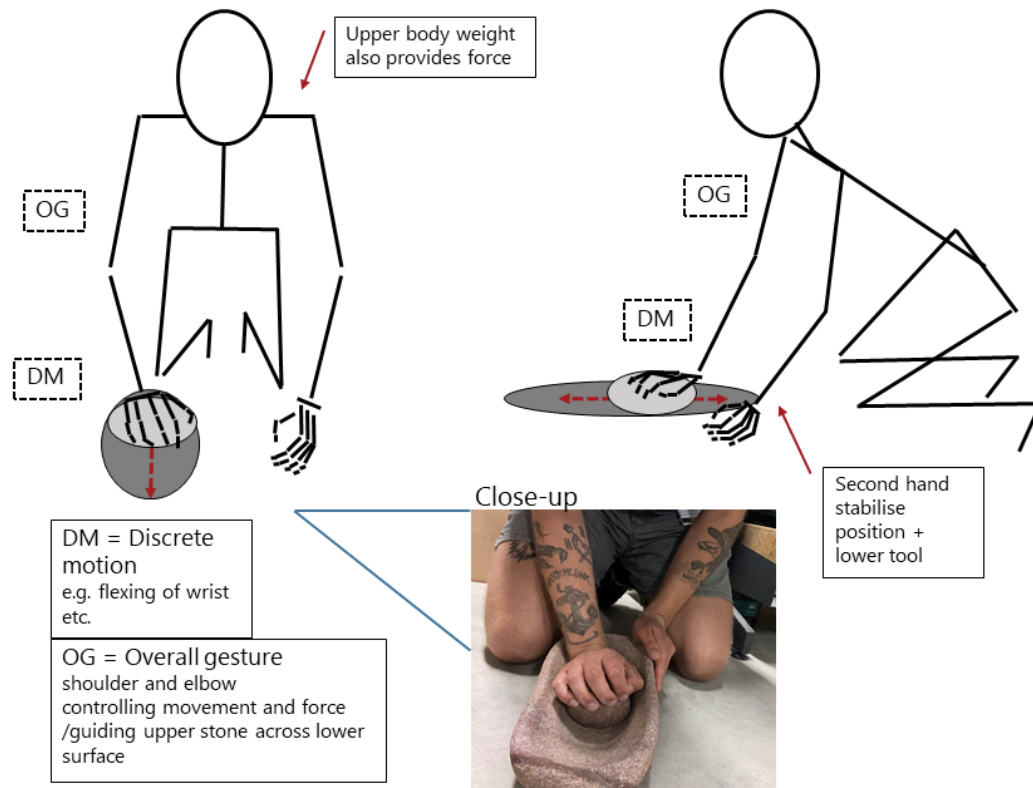 Upper body weight
also provides force
OG
DM
OG
DM
Second hand
stabilise
position +
lower tool
Close-up
DM = Discrete
motion
e.g. flexing of wrist
etc.
OG = Overall gesture
shoulder and elbow
controlling movement and force
/guiding upper stone across lower
surface